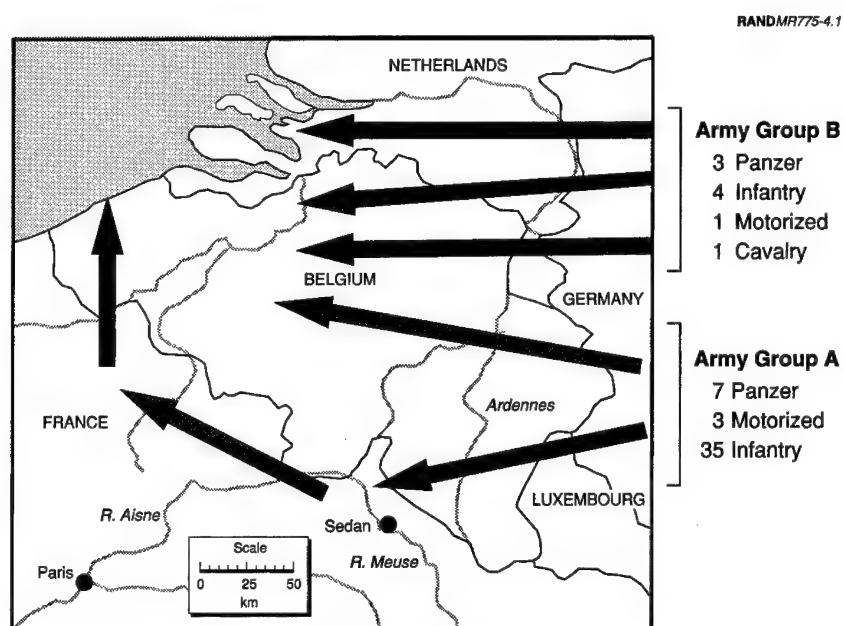 RANDMR775-4.1
NETHERLANDS
Army Group B
3 Panzer
4 Infantry
1 Motorized
1 Cavalry
BELGIUM
GERMANY
Army Group A
7 Panzer
3 Motorized
35 Infantry
Ardennes
FRANCE
LUXEMBOURG
R. Aisne
Sedan
R. Meuse
Paris
Scale
0 25 50
km